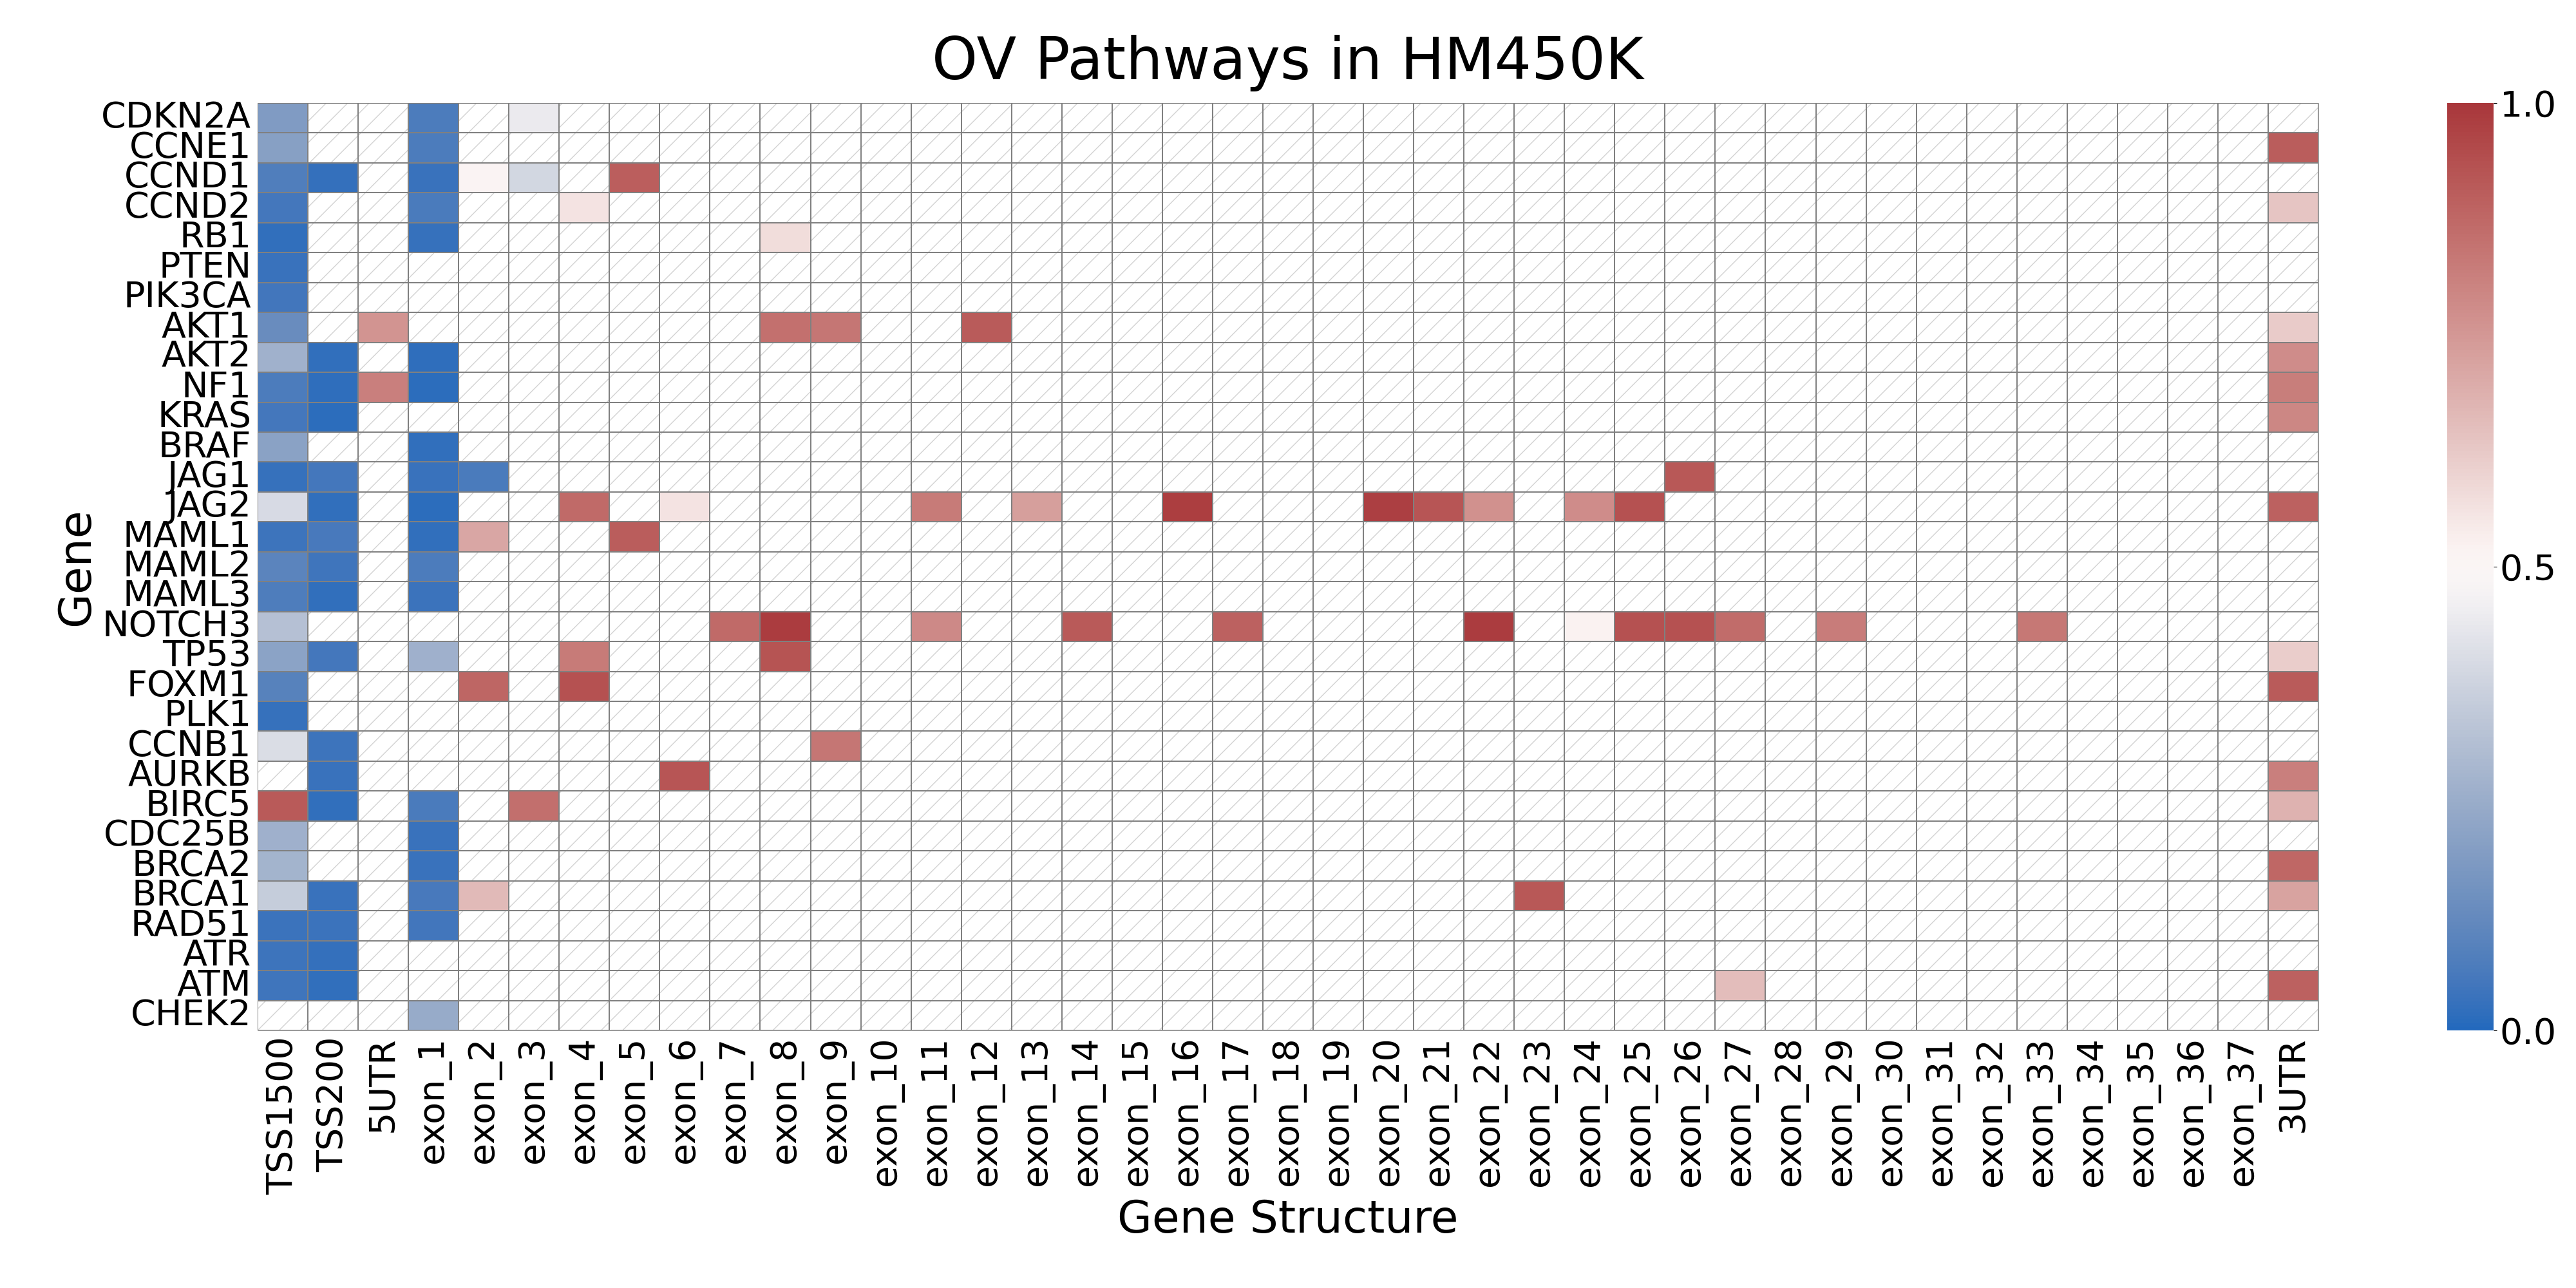 OV Pathways in HM450K
CDKN2A
CCNE1
CCND1
CCND2
RB1
PTEN
PIK3CA
AKT1
AKT2
NF1
KRAS
BRAF
JAG1
JAG2
MAML1
MAML2
MAML3
NOTCH3
TP53
FOXM1
PLK1
CCNB1
AURKB
BIRC5
CDC25B
BRCA2
BRCA1
RAD51
ATR
ATM
CHEK2
Gene
TSS1500
TSS200
5UTR
exon_1
exon_2
exon_3
exon_4
exon_5
exon_6
exon_7
exon_8
exon_9
exon_10
exon_11
exon_12
exon_13
exon_14
exon_15
exon_16
exon_17
exon_18
exon_19
exon_20
exon_21
exon_22
exon_23
exon_24
exon_25
exon_26
exon_27
exon_28
exon_29
exon_30
exon_31
exon_32
exon_33
exon_34
exon_35
exon_36
exon_37
3UTR
Gene Structure
1.0
0.5
0.0